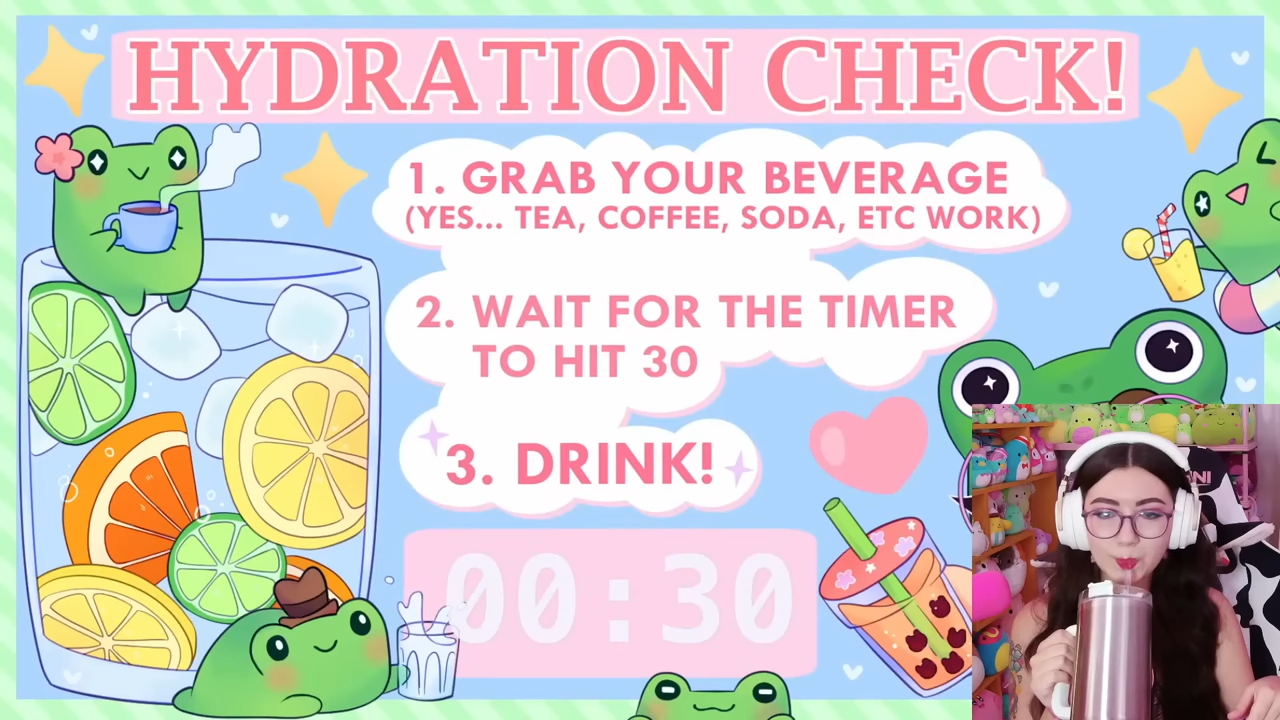 HYDRATION CHECK!
1. GRAB YOUR BEVERAGE
(YES... TEA, COFFEE, SODA, ETC WORK)
2. WAIT FOR THE TIMER
TO HIT 30
3. DRINK!
00:30